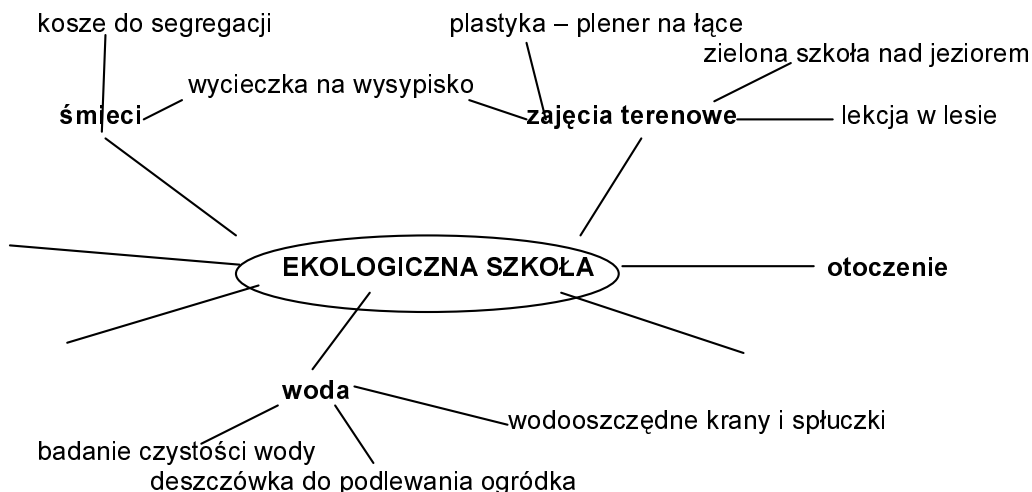 kosze do segregacji
plastyka – plener na łące
zielona szkoła nad jeziorem
wycieczka na wysypisko
śmieci
zajęcia terenowe
lekcja w lesie
EKOLOGICZNA SZKOŁA
otoczenie
woda
wodooszczędne krany i spłuczki
badanie czystości wody
deszczówka do podlewania ogródka